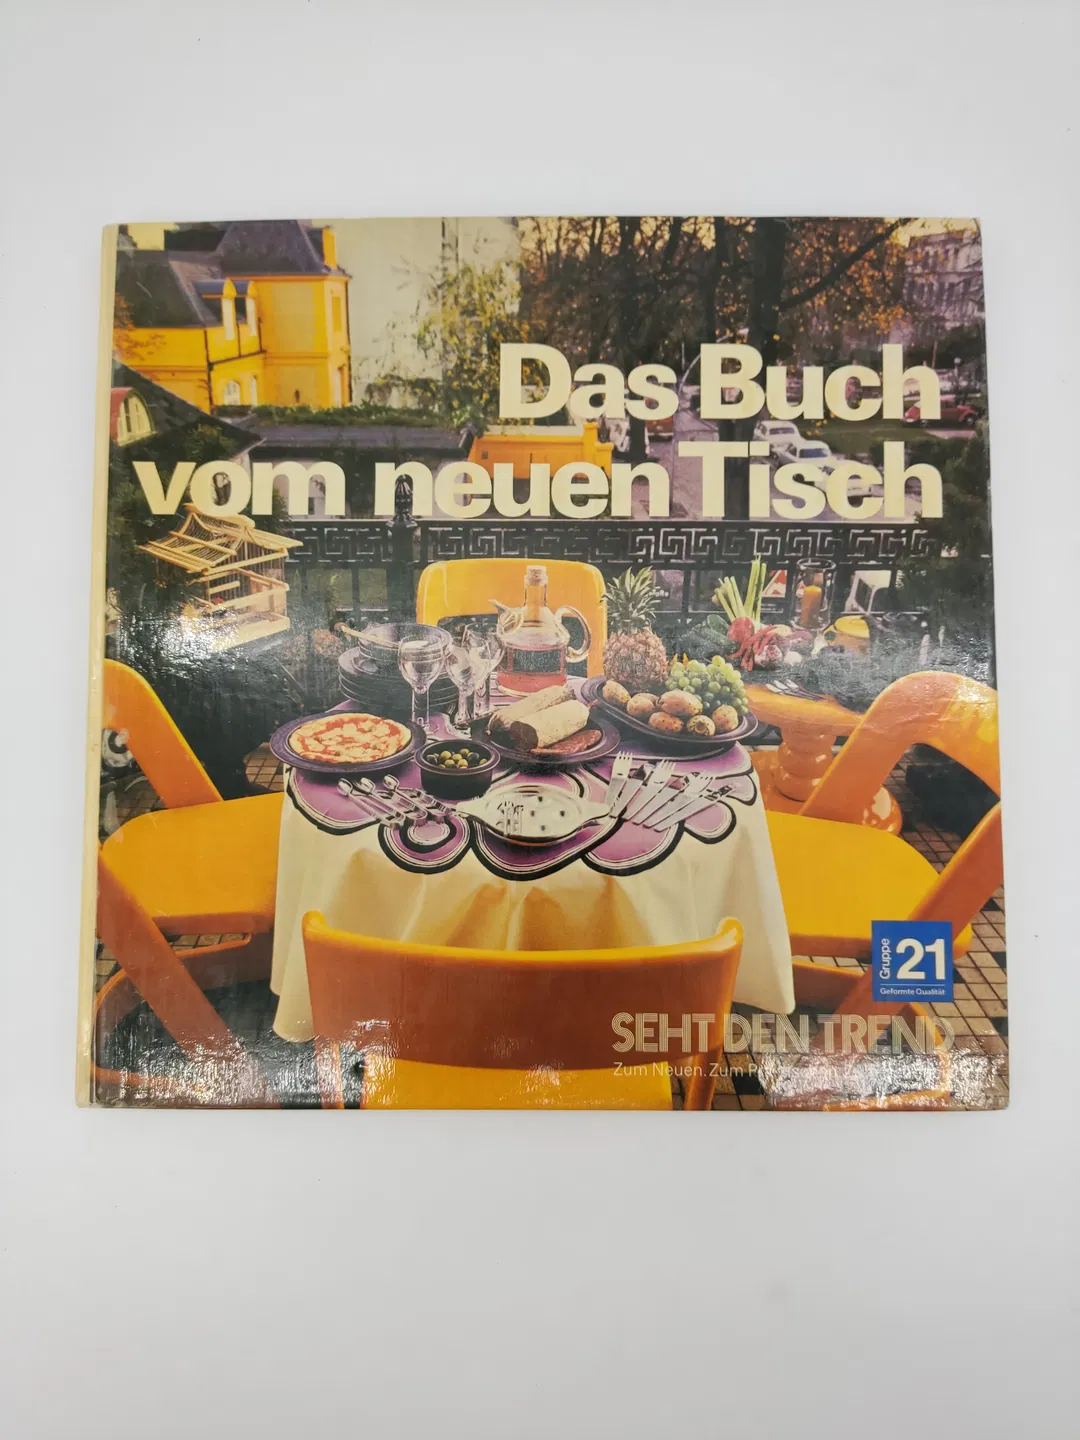 Das Buch
vom neuen Tisch
Gruppe
21
Geformte Qualität
SEHT DEN TREND
Zum Neuen. Zum